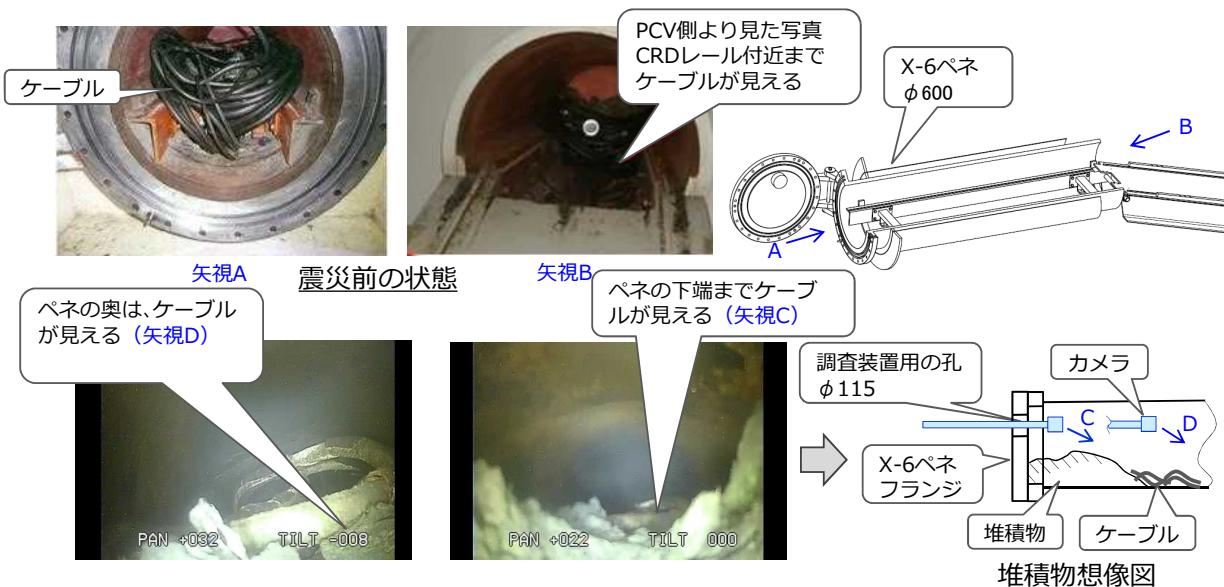 ケーブル
PCV側より見た写真
CRDレール付近まで
ケーブルが見える
X-6ペネ
φ600
B
A
矢視A
震災前の状態
矢視B
ペネの奥は、ケーブル
が見える（矢視D）
ペネの下端までケーブ
ルが見える（矢視C）
PAN +032 TILT -008
PAN +022 TILT 000
調査装置用の孔
φ115
カメラ
C
D
X-6ペネ
フランジ
堆積物
ケーブル
堆積物想像図